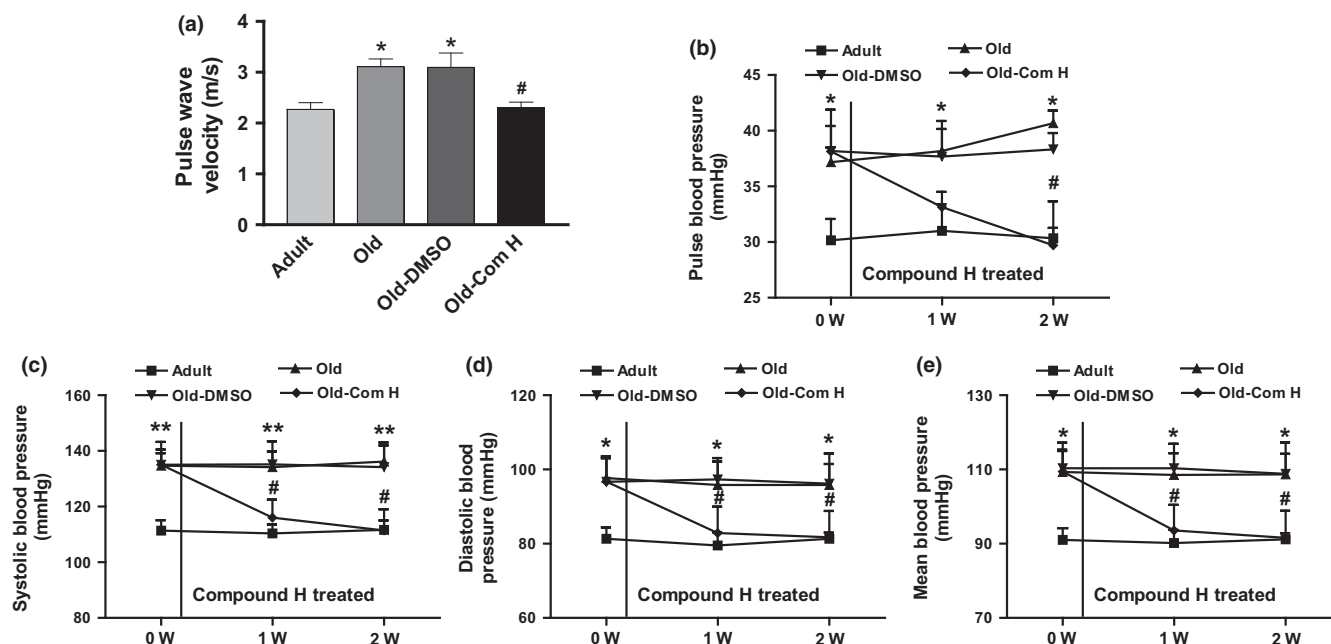 (a)
Pulse wave
velocity (m/s)
4
3
2
1
0
*
*
#
Adult
Old
Old-DMSO
Old-Com H
(b)
Adult
Old
Old-DMSO
Old-Com H
Pulse blood pressure
(mmHg)
45
40
35
30
25
*
*
*
#
Compound H treated
0 W
1 W
2 W
(c)
Adult
Old
Old-DMSO
Old-Com H
Systolic blood pressure
(mmHg)
160
140
120
100
80
**
**
**
#
#
Compound H treated
0 W
1 W
2 W
(d)
Adult
Old
Old-DMSO
Old-Com H
Diastolic blood
pressure (mmHg)
120
100
80
60
*
*
*
#
#
Compound H treated
0 W
1 W
2 W
(e)
Adult
Old
Old-DMSO
Old-Com H
Mean blood pressure
(mmHg)
130
110
90
70
*
*
*
#
#
Compound H treated
0 W
1 W
2 W